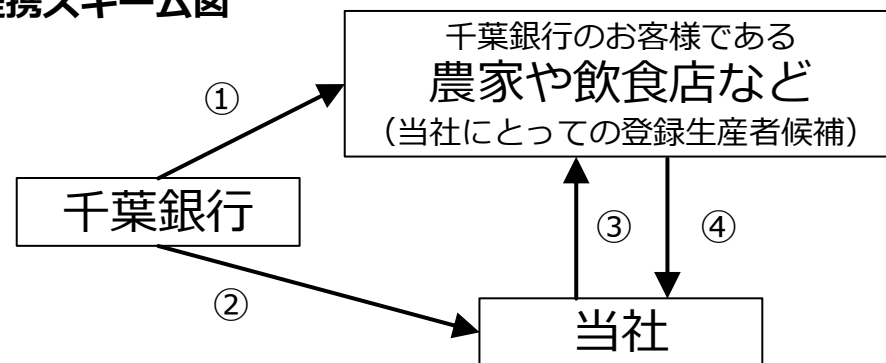 携スキーム図
千葉銀行のお客様である
農家や飲食店など
（当社にとっての登録生産者候補）
①
千葉銀行
③
④
②
当社